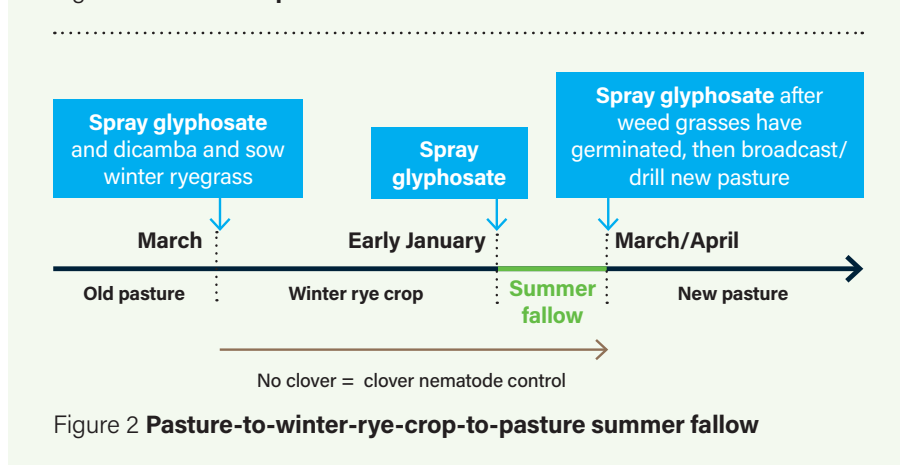 Spray glyphosate
and dicamba and sow
winter ryegrass
Spray
glyphosate
Spray glyphosate after
weed grasses have
germinated, then broadcast/
drill new pasture
March
Early January
March/April
Old pasture
Winter rye crop
Summer
fallow
New pasture
No clover = clover nematode control
Figure 2 Pasture-to-winter-rye-crop-to-pasture summer fallow